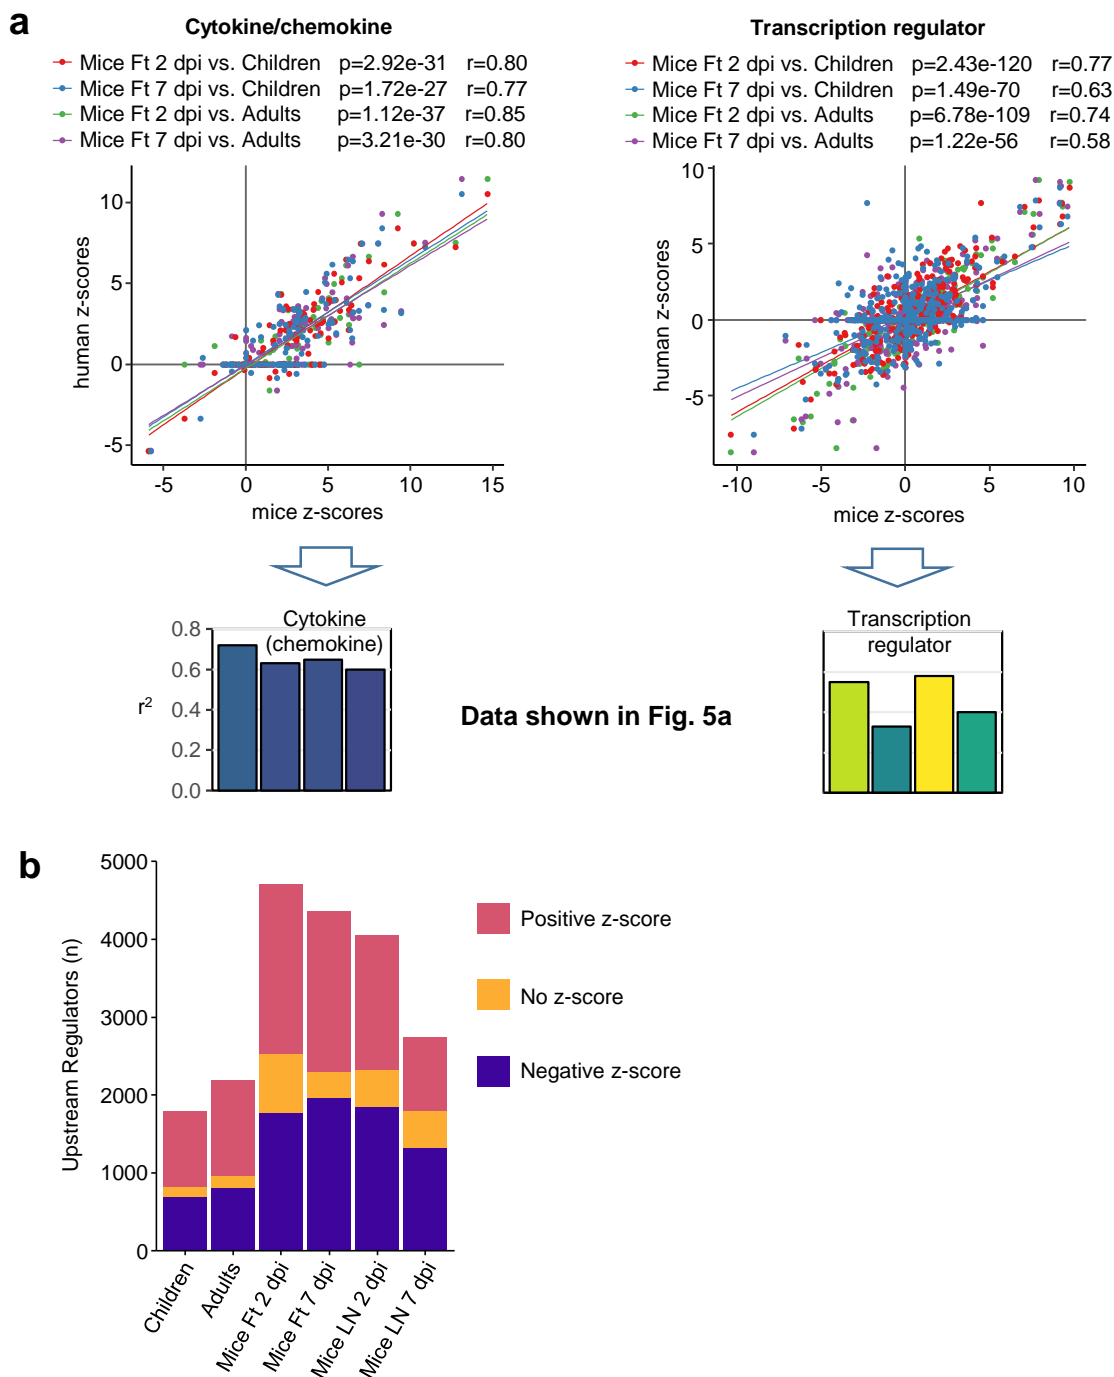 a
Cytokine/chemokine
Mice Ft 2 dpi vs. Children p=2.92e-31 r=0.80
Mice Ft 7 dpi vs. Children p=1.72e-27 r=0.77
Mice Ft 2 dpi vs. Adults p=1.12e-37 r=0.85
Mice Ft 7 dpi vs. Adults p=3.21e-30 r=0.80
human z-scores
10
5
0
-5
-5 0 5 10 15
mice z-scores
Transcription regulator
Mice Ft 2 dpi vs. Children p=2.43e-120 r=0.77
Mice Ft 7 dpi vs. Children p=1.49e-70 r=0.63
Mice Ft 2 dpi vs. Adults p=6.78e-109 r=0.74
Mice Ft 7 dpi vs. Adults p=1.22e-56 r=0.58
human z-scores
10
5
0
-5
-10 -5 0 5 10
mice z-scores
Cytokine
(chemokine)
r²
0.8
0.6
0.4
0.2
0.0
Data shown in Fig. 5a
Transcription
regulator
b
Upstream Regulators (n)
5000
4000
3000
2000
1000
0
Children
Adults
Mice Ft 2 dpi
Mice Ft 7 dpi
Mice LN 2 dpi
Mice LN 7 dpi
Positive z-score
No z-score
Negative z-score